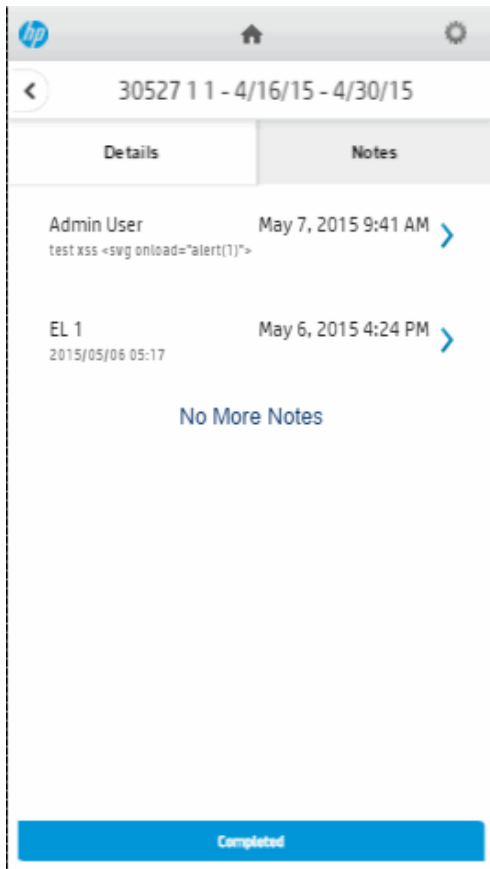 hp
30527 1 1 - 4/16/15 - 4/30/15
Details Notes
Admin User May 7, 2015 9:41 AM
test xss <svg onload="alert(1)">
EL 1 May 6, 2015 4:24 PM
2015/05/06 05:17
No More Notes
Completed